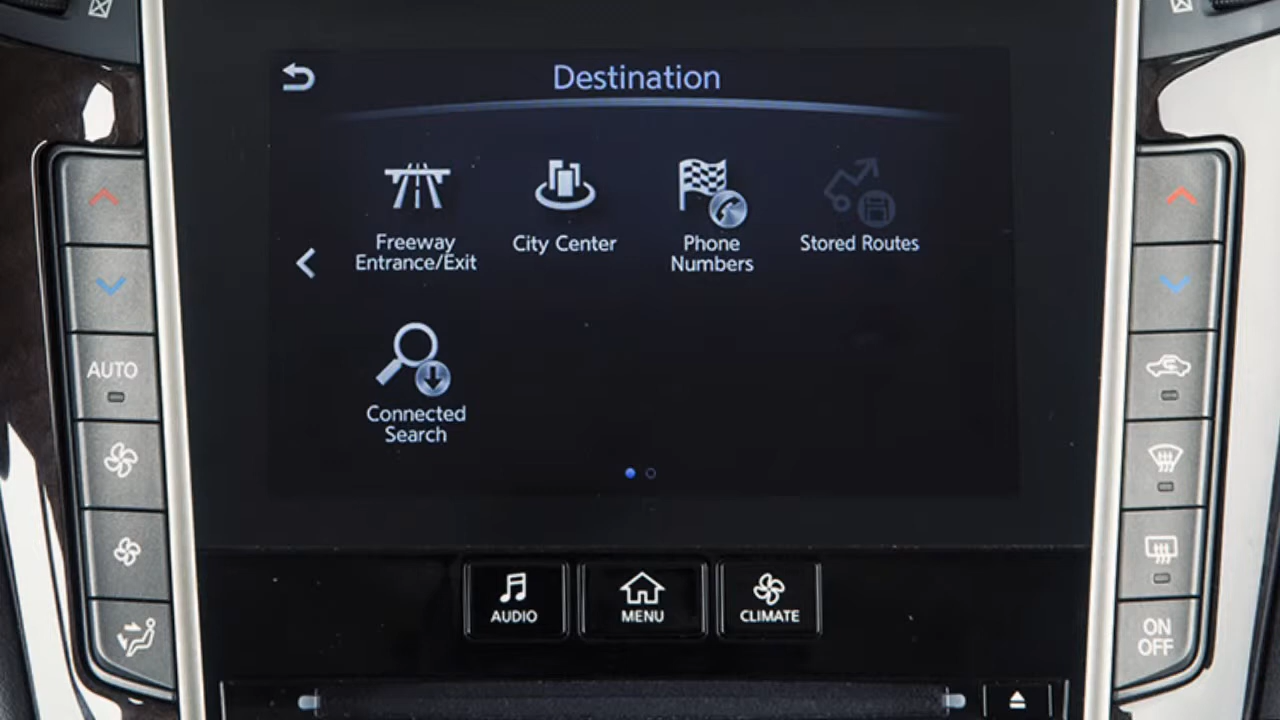 Destination
Freeway
Entrance/Exit
City Center
Phone
Numbers
Stored Routes
Connected
Search
AUTO
AUDIO
MENU
CLIMATE
ON
OFF